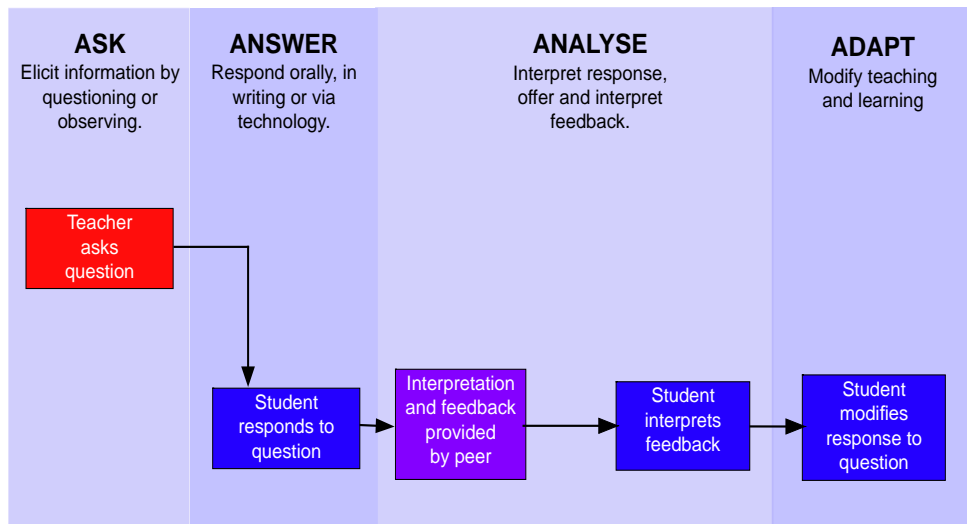 ASK
Elicit information by
questioning or
observing.
ANSWER
Respond orally, in
writing or via
technology.
ANALYSE
Interpret response,
offer and interpret
feedback.
ADAPT
Modify teaching
and learning
Teacher
asks
question
Student
responds to
question
Interpretation
and feedback
provided
by peer
Student
interprets
feedback
Student
modifies
response to
question